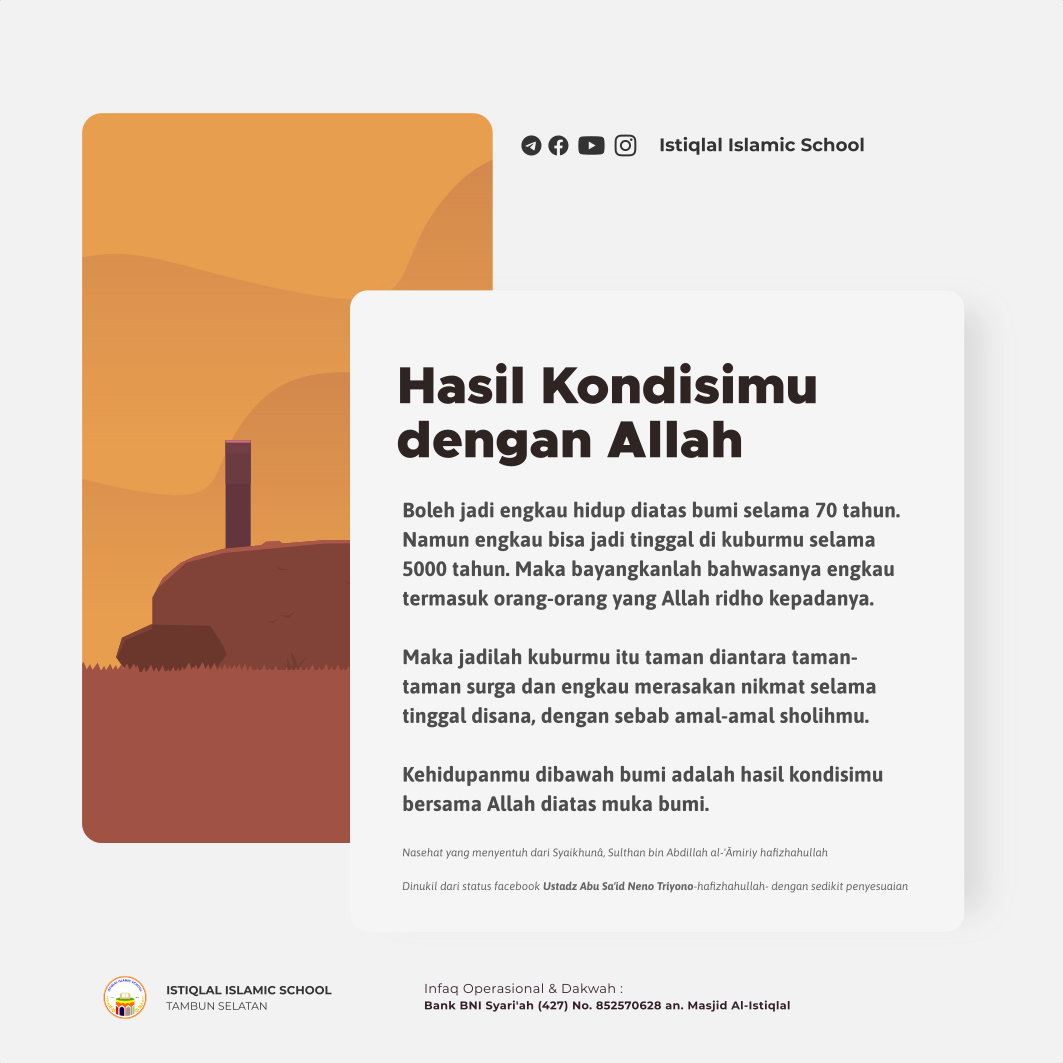 Istiqlal Islamic School
Hasil Kondisimu
dengan Allah
Boleh jadi engkau hidup diatas bumi selama 70 tahun.
Namun engkau bisa jadi tinggal di kuburmu selama
5000 tahun. Maka bayangkanlah bahwasanya engkau
termasuk orang-orang yang Allah ridho kepadanya.
Maka jadilah kuburmu itu taman diantara taman-
taman surga dan engkau merasakan nikmat selama
tinggal disana, dengan sebab amal-amal sholihmu.
Kehidupanmu dibawah bumi adalah hasil kondisimu
bersama Allah diatas muka bumi.
Nasehat yang menyentuh dari Syaikhunâ, Sulthan bin Abdillah al-'Āmiriy hafizhahullah
Dinukil dari status facebook Ustadz Abu Sa'id Neno Triyono-hafizhahullah- dengan sedikit penyesuaian
ISTIQLAL ISLAMIC SCHOOL
TAMBUN SELATAN
Infaq Operasional & Dakwah :
Bank BNI Syari'ah (427) No. 852570628 an. Masjid Al-Istiqlal